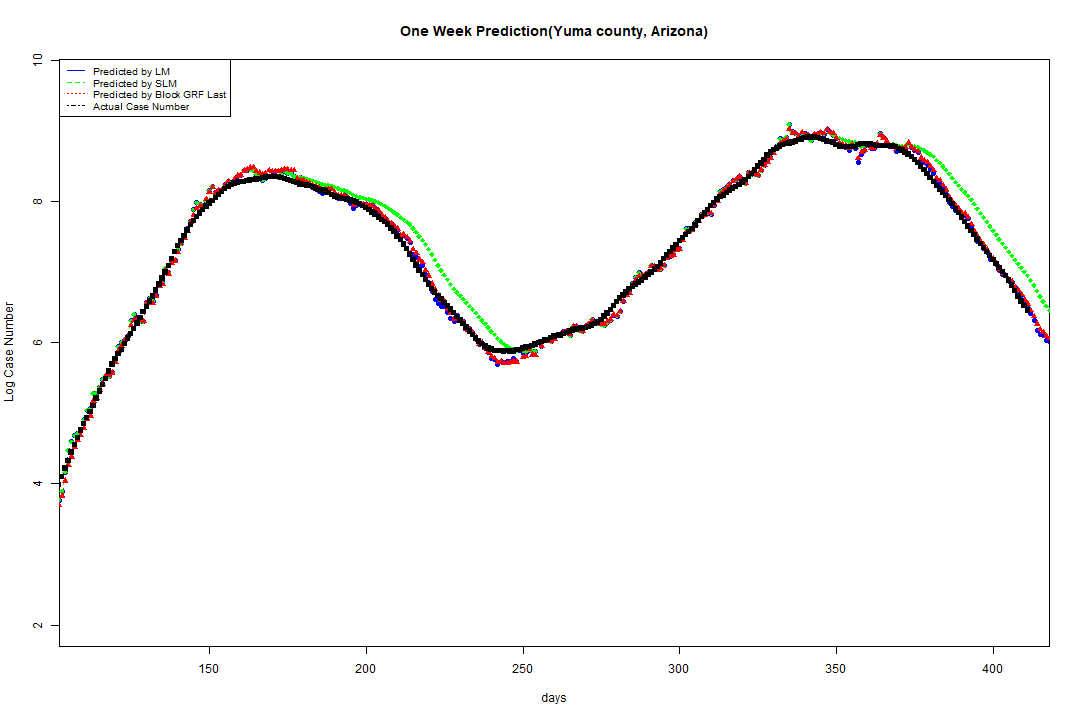 One Week Prediction(Yuma county, Arizona)
Predicted by LM
Predicted by SLM
Predicted by Block GRF Last
Actual Case Number
Log Case Number
10
8
6
4
2
150 200 250 300 350 400
days